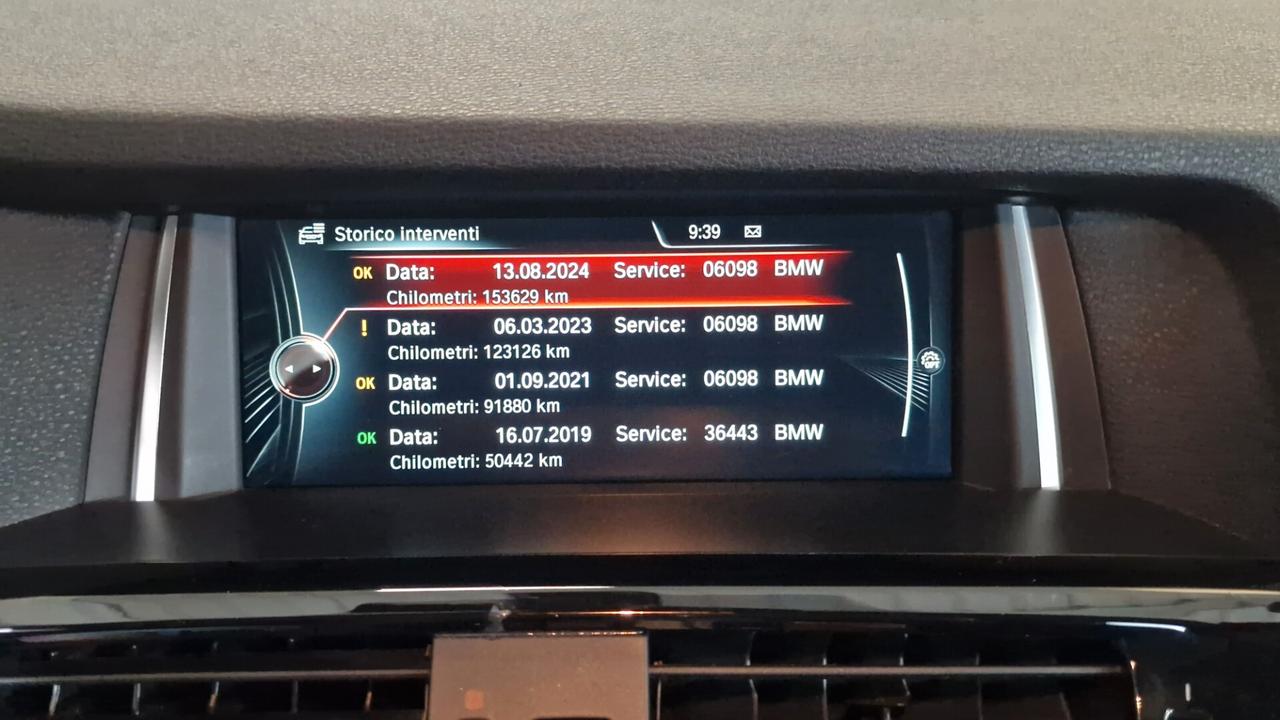 Storico interventi 9:39
OK Data: 13.08.2024 Service: 06098 BMW
Chilometri: 153629 km
! Data: 06.03.2023 Service: 06098 BMW
Chilometri: 123126 km
OK Data: 01.09.2021 Service: 06098 BMW
Chilometri: 91880 km
OK Data: 16.07.2019 Service: 36443 BMW
Chilometri: 50442 km
OPT